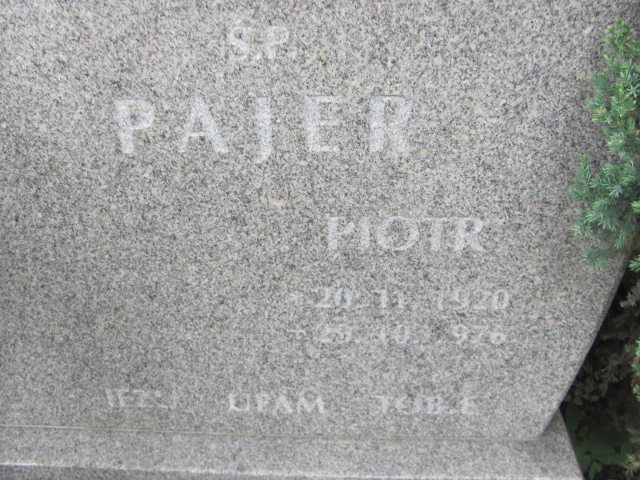 Ś.P.
PAJER
PIOTR
* 20. 11. 1920
+ 29. 10. 1976
JEZU UFAM TOBIE